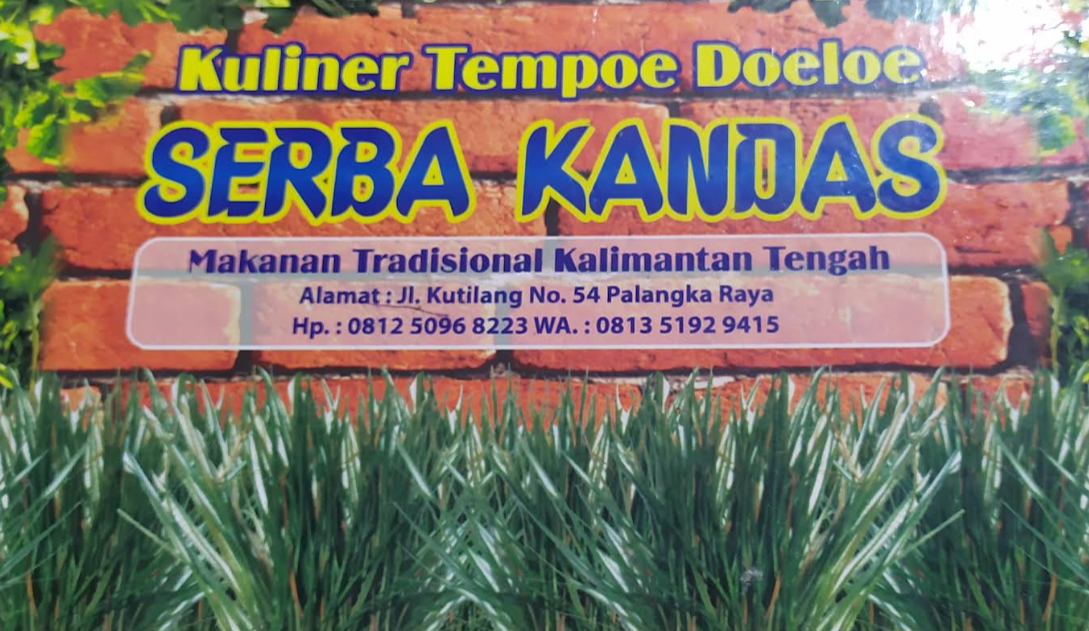 Kuliner Tempoe Doeloe
SERBA KANDAS
Makanan Tradisional Kalimantan Tengah
Alamat : Jl. Kutilang No. 54 Palangka Raya
Hp. : 0812 5096 8223 WA. : 0813 5192 9415